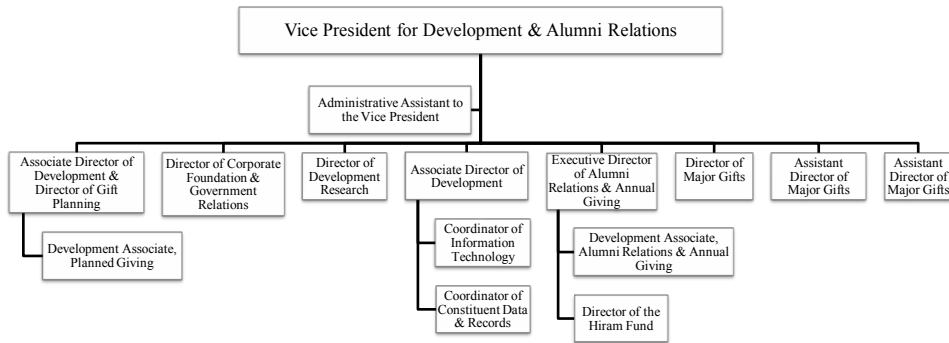 Vice President for Development & Alumni Relations
Administrative Assistant to
the Vice President
Associate Director of
Development &
Director of Gift
Planning
Director of Corporate
Foundation &
Government
Relations
Director of
Development
Research
Associate Director of
Development
Executive Director
of Alumni
Relations & Annual
Giving
Director of
Major Gifts
Assistant
Director of
Major Gifts
Assistant
Director of
Major Gifts
Development Associate,
Planned Giving
Coordinator of
Information
Technology
Coordinator of
Constituent Data
& Records
Development Associate,
Alumni Relations & Annual
Giving
Director of the
Hiram Fund